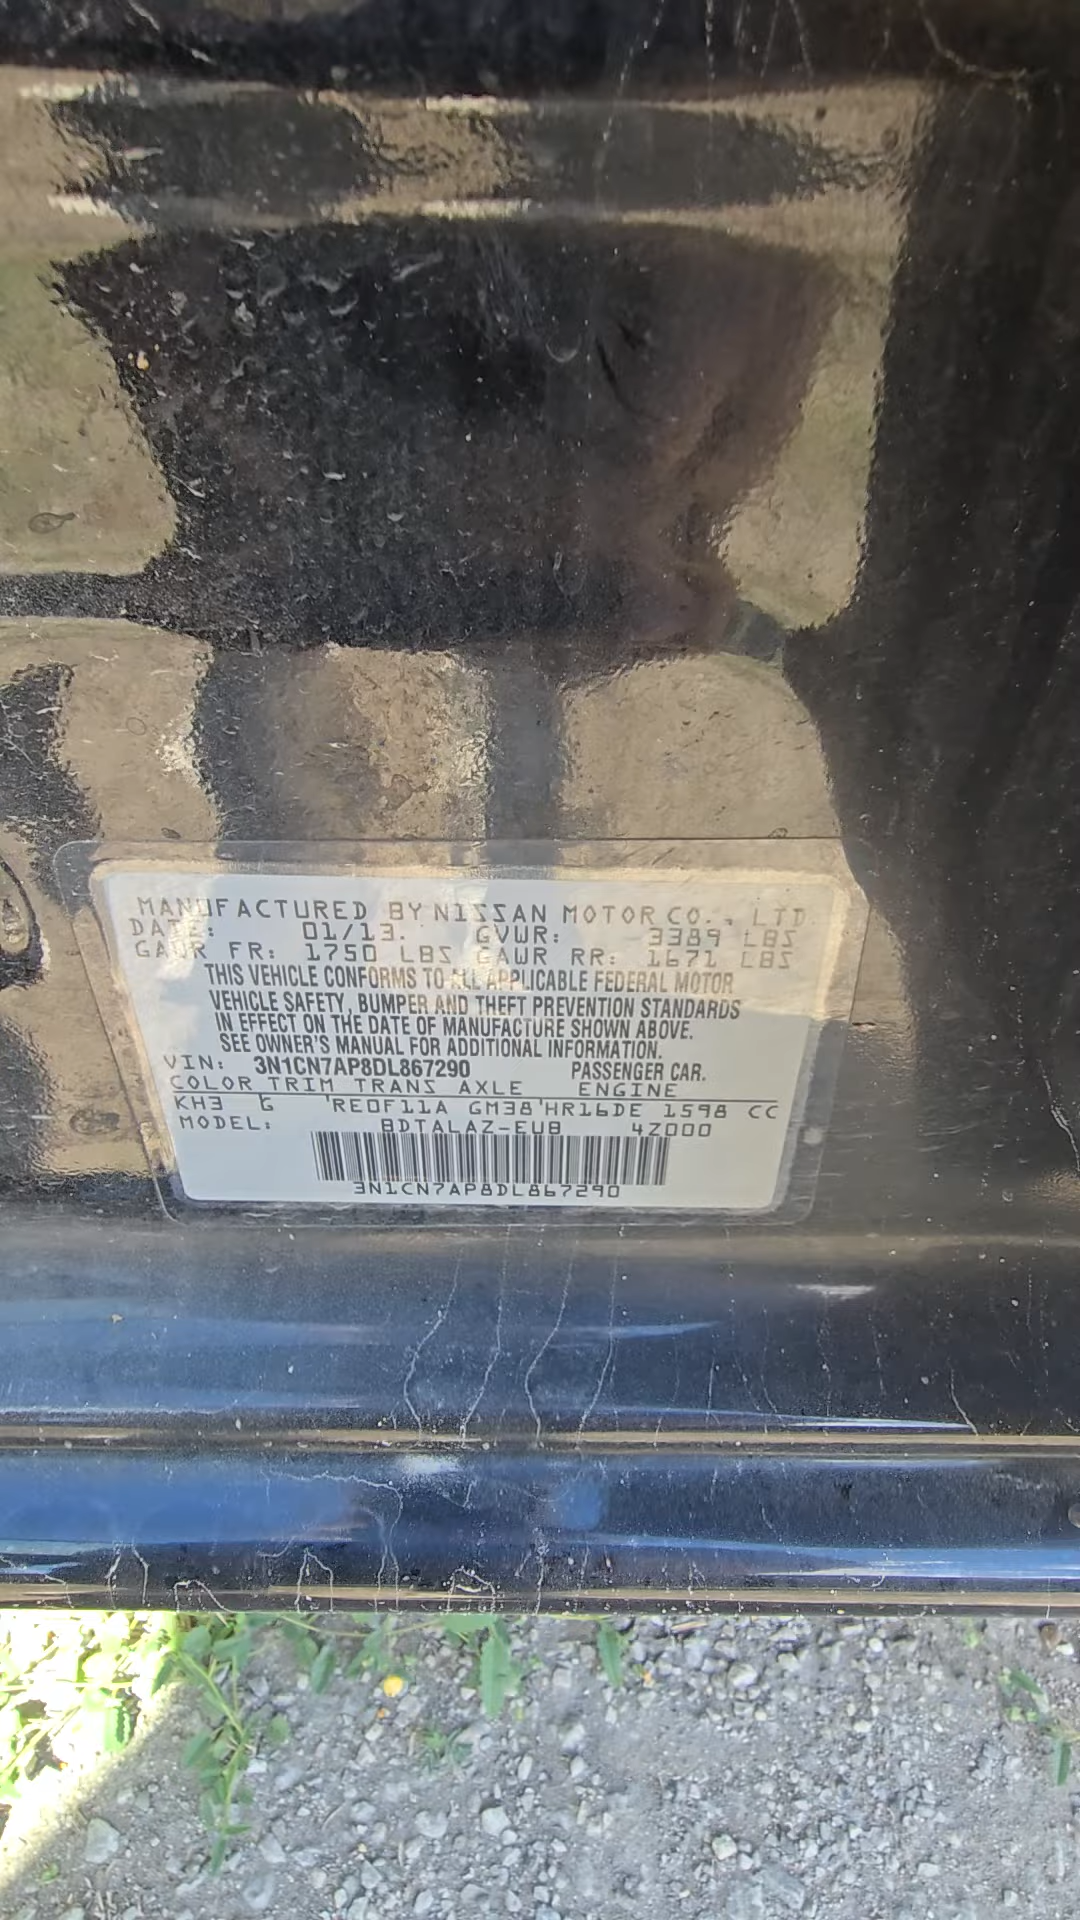 MANUFACTURED BY NISSAN MOTOR CO., LTD
DATE: 01/13. GVWR: 3389 LBS
GAWR FR: 1750 LBS GAWR RR: 1671 LBS
THIS VEHICLE CONFORMS TO ALL APPLICABLE FEDERAL MOTOR
VEHICLE SAFETY, BUMPER AND THEFT PREVENTION STANDARDS
IN EFFECT ON THE DATE OF MANUFACTURE SHOWN ABOVE.
SEE OWNER'S MANUAL FOR ADDITIONAL INFORMATION.
VIN: 3N1CN7AP8DL867290 PASSENGER CAR.
COLOR TRIM TRANS AXLE ENGINE
KH3 G RE0F11A GM38 HR16DE 1598 CC
MODEL: BDTALAZ-EUB 4Z000
3N1CN7AP8DL867290